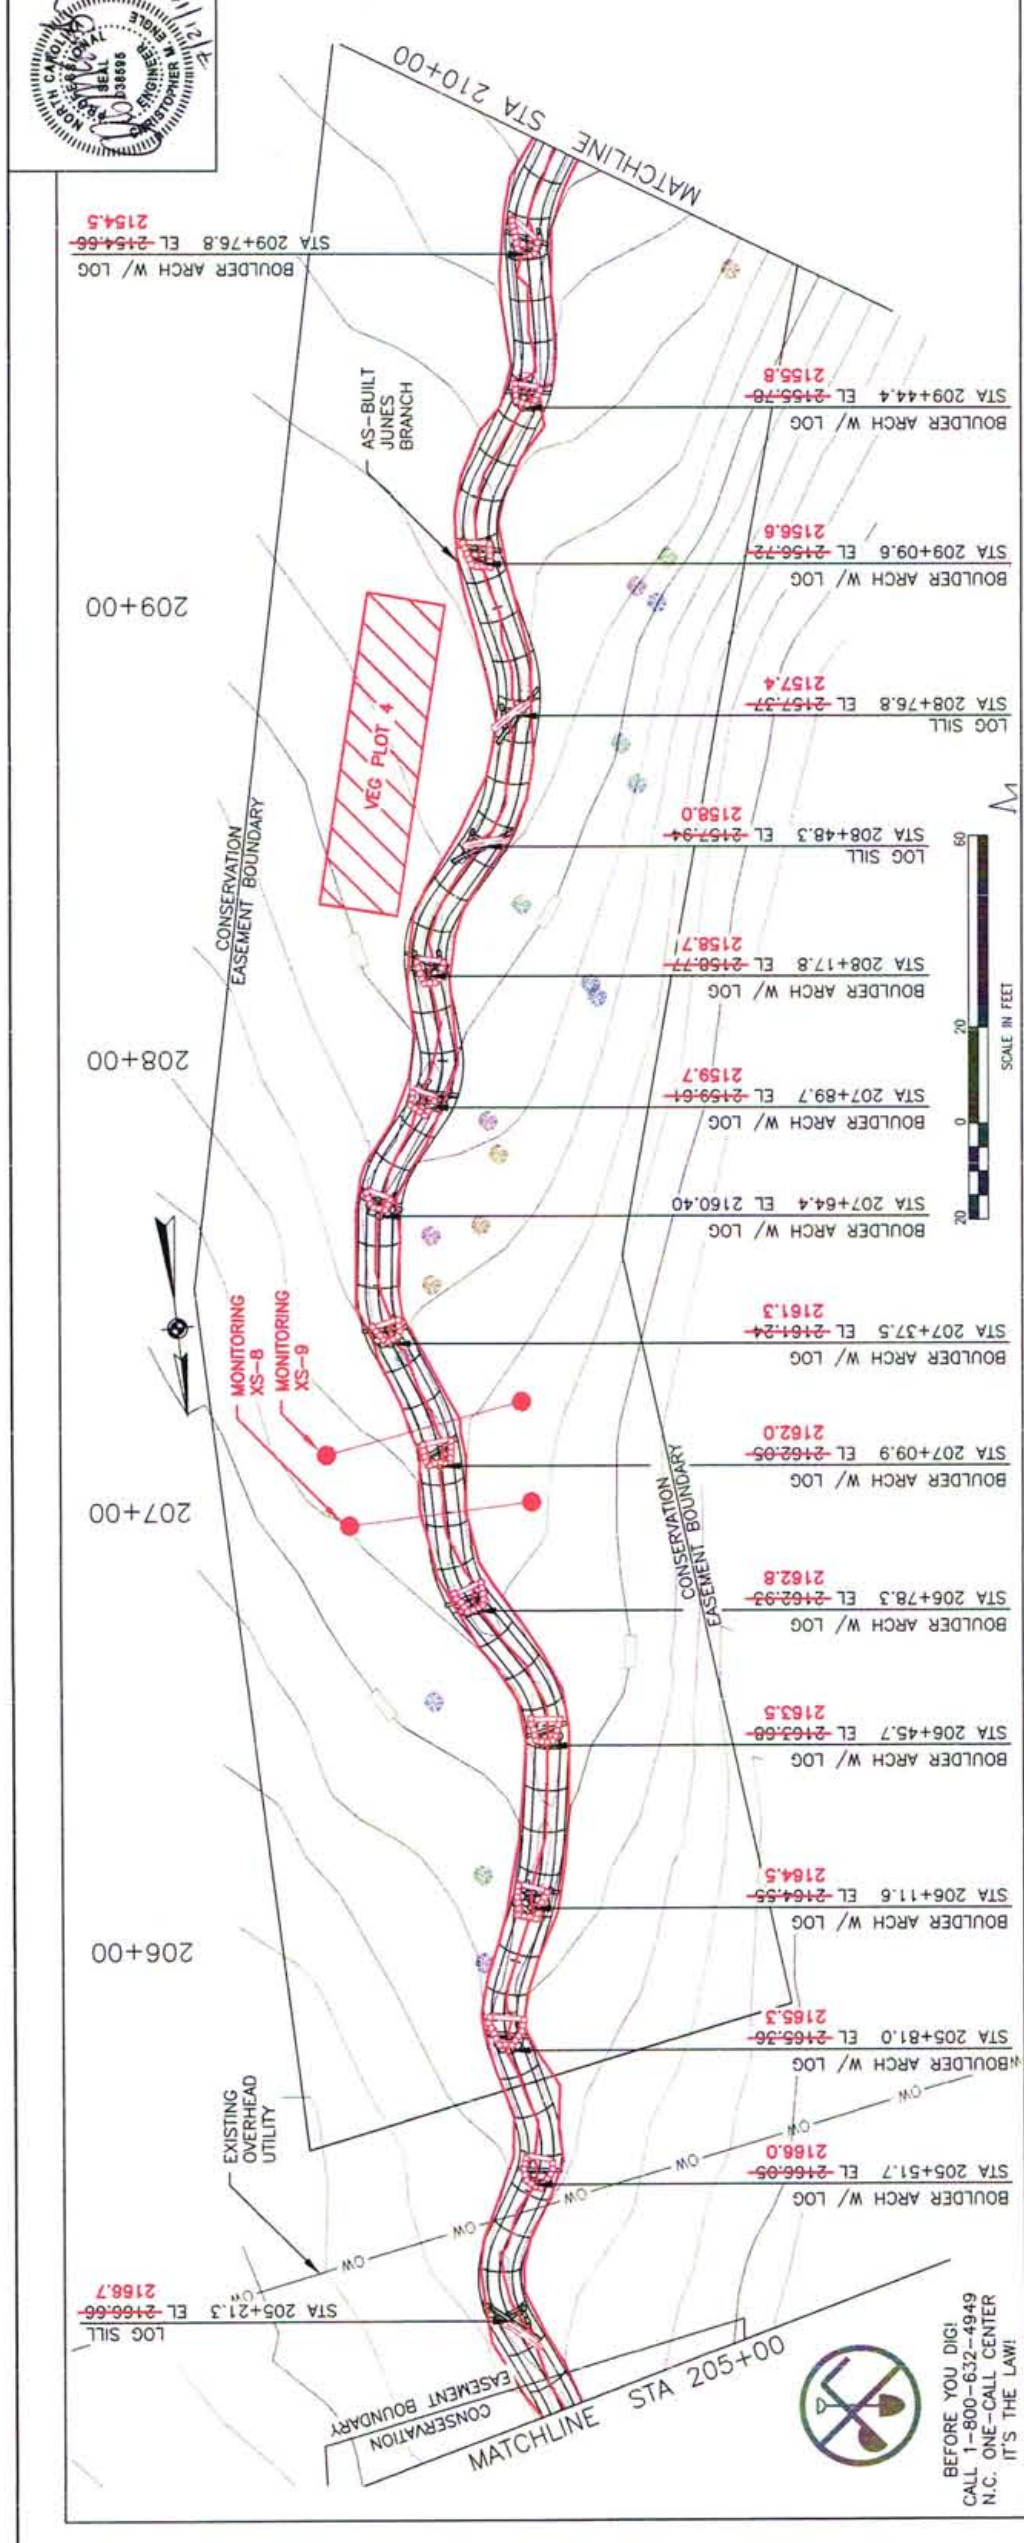 NORTH CAROLINA
PROFESSIONAL
SEAL
038595
ENGINEER
CHRISTOPHER M. ENGLE
MATCHLINE STA 210+00
BOULDER ARCH W/ LOG
STA 209+76.8 EL 2154.66
2154.5
AS-BUILT
JUNES
BRANCH
BOULDER ARCH W/ LOG
STA 209+44.4 EL 2155.78
2155.8
BOULDER ARCH W/ LOG
STA 209+09.6 EL 2156.72
2156.6
209+00
VEG PLOT 4
LOG SILL
STA 208+76.8 EL 2157.37
2157.4
LOG SILL
STA 208+48.3 EL 2157.94
2158.0
CONSERVATION
EASEMENT BOUNDARY
BOULDER ARCH W/ LOG
STA 208+17.8 EL 2158.77
2158.7
208+00
BOULDER ARCH W/ LOG
STA 207+89.7 EL 2159.61
2159.7
BOULDER ARCH W/ LOG
STA 207+64.4 EL 2160.40
60
20
0
20
SCALE IN FEET
MONITORING
XS-8
MONITORING
XS-9
BOULDER ARCH W/ LOG
STA 207+37.5 EL 2161.24
2161.3
BOULDER ARCH W/ LOG
STA 207+09.9 EL 2162.05
2162.0
207+00
CONSERVATION
EASEMENT BOUNDARY
BOULDER ARCH W/ LOG
STA 206+78.3 EL 2162.93
2162.8
BOULDER ARCH W/ LOG
STA 206+45.7 EL 2163.68
2163.5
BOULDER ARCH W/ LOG
STA 206+11.6 EL 2164.55
2164.5
206+00
BOULDER ARCH W/ LOG
STA 205+81.0 EL 2165.36
2165.3
EXISTING
OVERHEAD
UTILITY
OW
OW
OW
OW
OW
OW
OW
BOULDER ARCH W/ LOG
STA 205+51.7 EL 2166.05
2166.0
LOG SILL
STA 205+21.3 EL 2166.66
2166.7
CONSERVATION
EASEMENT BOUNDARY
MATCHLINE STA 205+00
BEFORE YOU DIG!
CALL 1-800-632-4949
N.C. ONE-CALL CENTER
IT'S THE LAW!